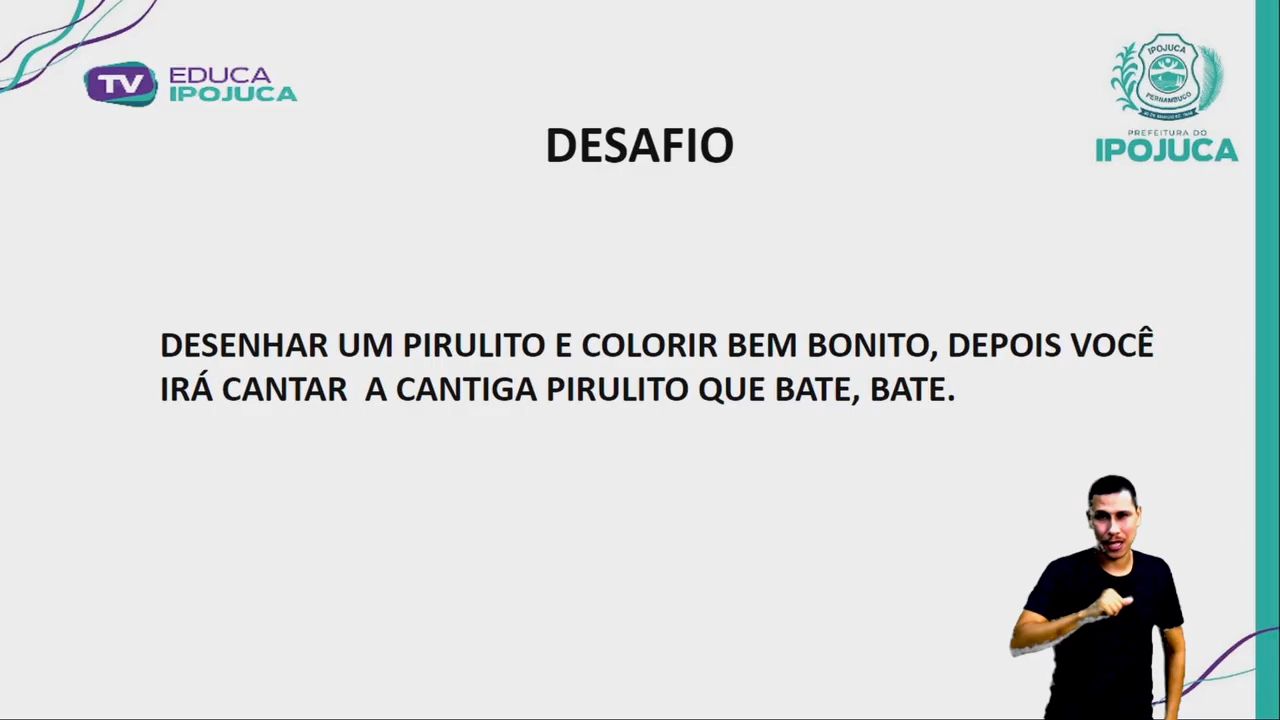 TV EDUCA
IPOJUCA
IPOJUCA
PERNAMBUCO
PREFEITURA DO
IPOJUCA
DESAFIO
DESENHAR UM PIRULITO E COLORIR BEM BONITO, DEPOIS VOCÊ
IRÁ CANTAR  A CANTIGA PIRULITO QUE BATE, BATE.